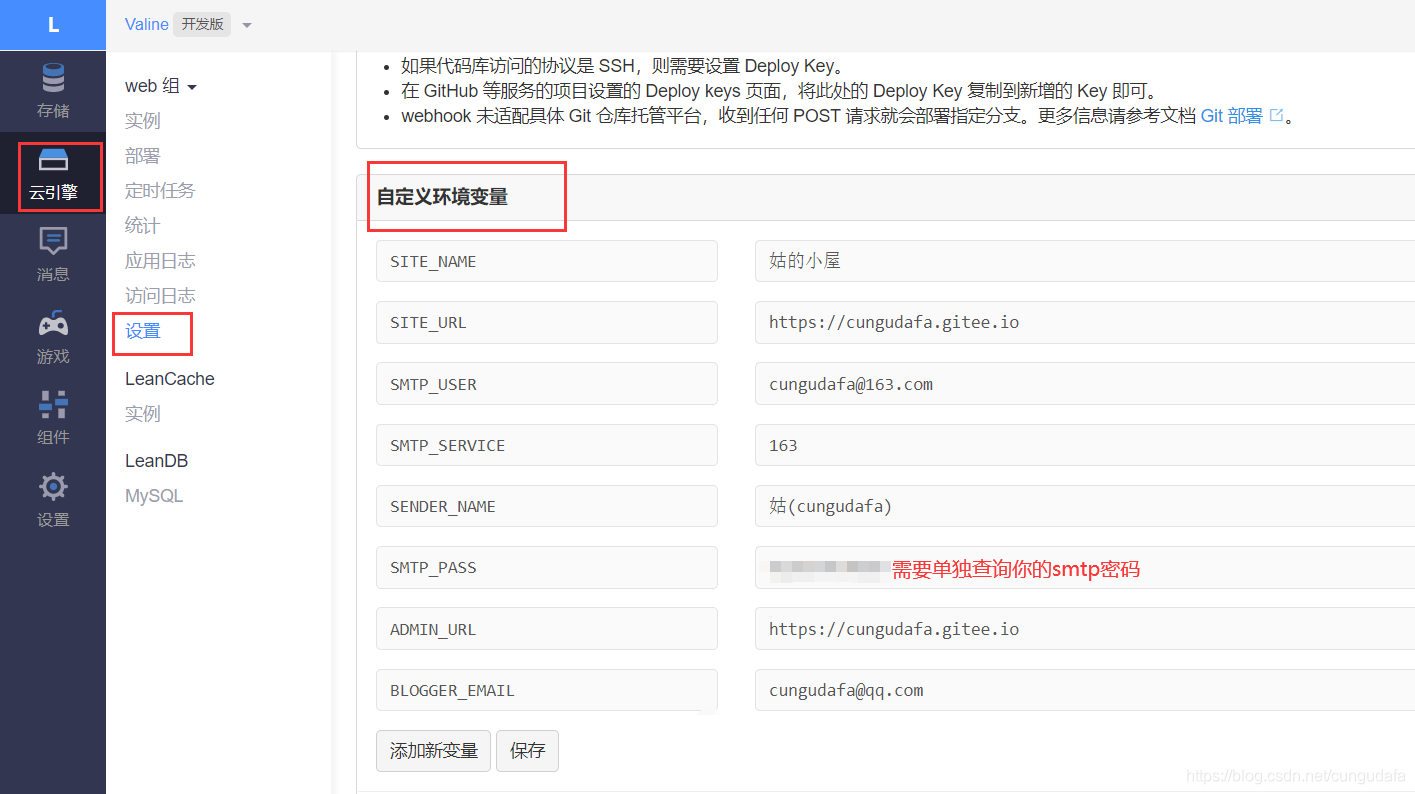 L
Valine 开发版
存储
云引擎
消息
游戏
组件
设置
web 组
实例
部署
定时任务
统计
应用日志
访问日志
设置
LeanCache
实例
LeanDB
MySQL
如果代码库访问的协议是 SSH，则需要设置 Deploy Key。
在 GitHub 等服务的项目设置的 Deploy keys 页面，将此处的 Deploy Key 复制到新增的 Key 即可。
webhook 未适配具体 Git 仓库托管平台，收到任何 POST 请求就会部署指定分支。更多信息请参考文档 Git 部署。
自定义环境变量
SITE_NAME 姑的小屋
SITE_URL https://cungudafa.gitee.io
SMTP_USER cungudafa@163.com
SMTP_SERVICE 163
SENDER_NAME 姑(cungudafa)
SMTP_PASS 需要单独查询你的smtp密码
ADMIN_URL https://cungudafa.gitee.io
BLOGGER_EMAIL cungudafa@qq.com
添加新变量 保存
https://blog.csdn.net/cungudafa